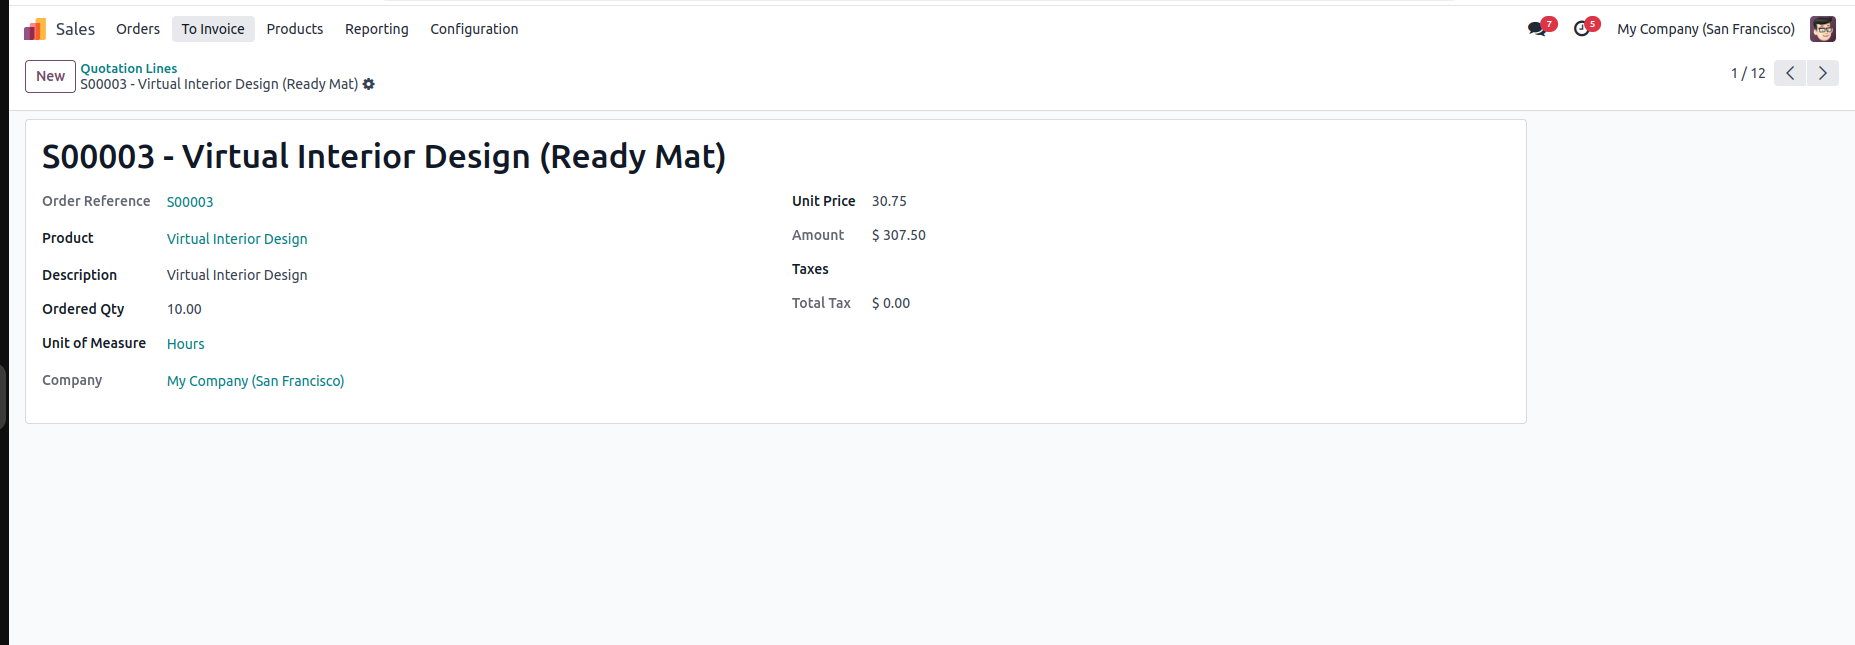 Sales Orders To Invoice Products Reporting Configuration 7 5 My Company (San Francisco)
New Quotation Lines
S00003 - Virtual Interior Design (Ready Mat)
1 / 12
S00003 - Virtual Interior Design (Ready Mat)
Order Reference S00003
Product Virtual Interior Design
Description Virtual Interior Design
Ordered Qty 10.00
Unit of Measure Hours
Company My Company (San Francisco)
Unit Price 30.75
Amount $ 307.50
Taxes
Total Tax $ 0.00